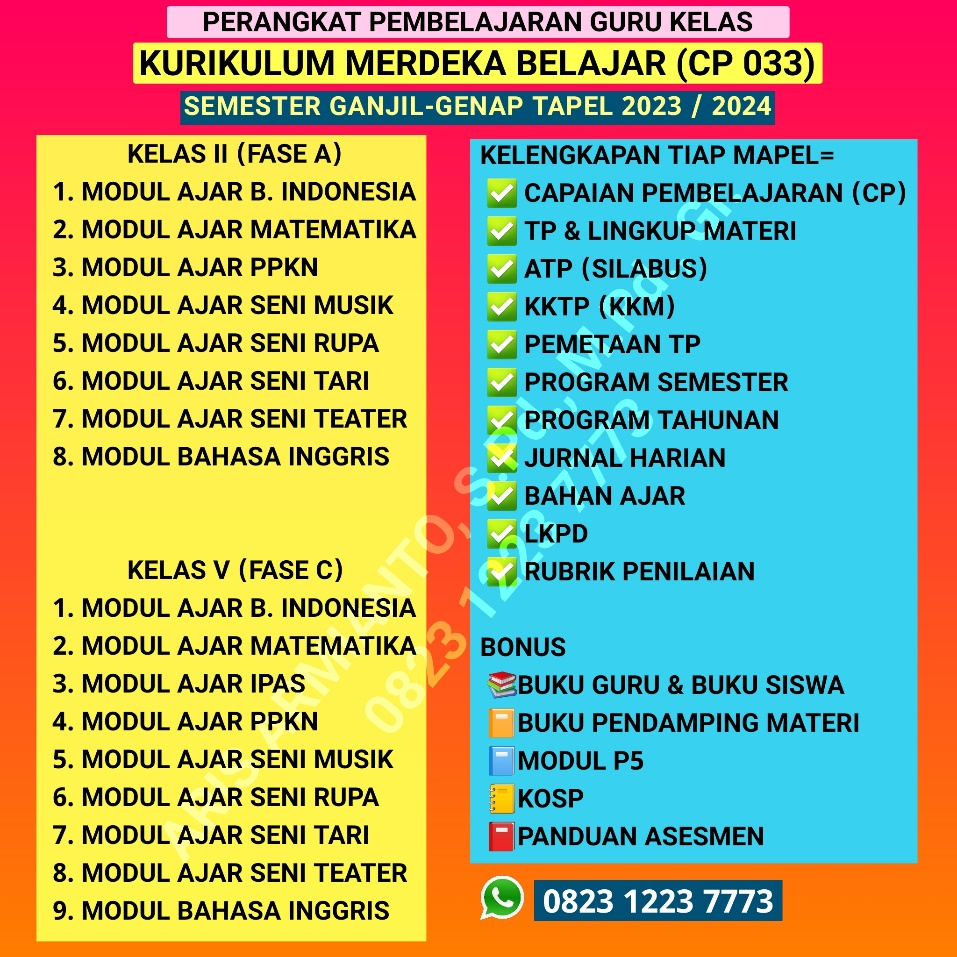 PERANGKAT PEMBELAJARAN GURU KELAS
KURIKULUM MERDEKA BELAJAR (CP 033)
SEMESTER GANJIL-GENAP TAPEL 2023 / 2024
KELAS II (FASE A)
1. MODUL AJAR B. INDONESIA
2. MODUL AJAR MATEMATIKA
3. MODUL AJAR PPKN
4. MODUL AJAR SENI MUSIK
5. MODUL AJAR SENI RUPA
6. MODUL AJAR SENI TARI
7. MODUL AJAR SENI TEATER
8. MODUL BAHASA INGGRIS
KELAS V (FASE C)
1. MODUL AJAR B. INDONESIA
2. MODUL AJAR MATEMATIKA
3. MODUL AJAR IPAS
4. MODUL AJAR PPKN
5. MODUL AJAR SENI MUSIK
6. MODUL AJAR SENI RUPA
7. MODUL AJAR SENI TARI
8. MODUL AJAR SENI TEATER
9. MODUL BAHASA INGGRIS
KELENGKAPAN TIAP MAPEL=
✅ CAPAIAN PEMBELAJARAN (CP)
✅ TP & LINGKUP MATERI
✅ ATP (SILABUS)
✅ KKTP (KKM)
✅ PEMETAAN TP
✅ PROGRAM SEMESTER
✅ PROGRAM TAHUNAN
✅ JURNAL HARIAN
✅ BAHAN AJAR
✅ LKPD
✅ RUBRIK PENILAIAN
BONUS
📚BUKU GURU & BUKU SISWA
📙BUKU PENDAMPING MATERI
📘MODUL P5
📒KOSP
📕PANDUAN ASESMEN
0823 1223 7773
S.Pd., M.Pd., Gr.
0823 1223 7773